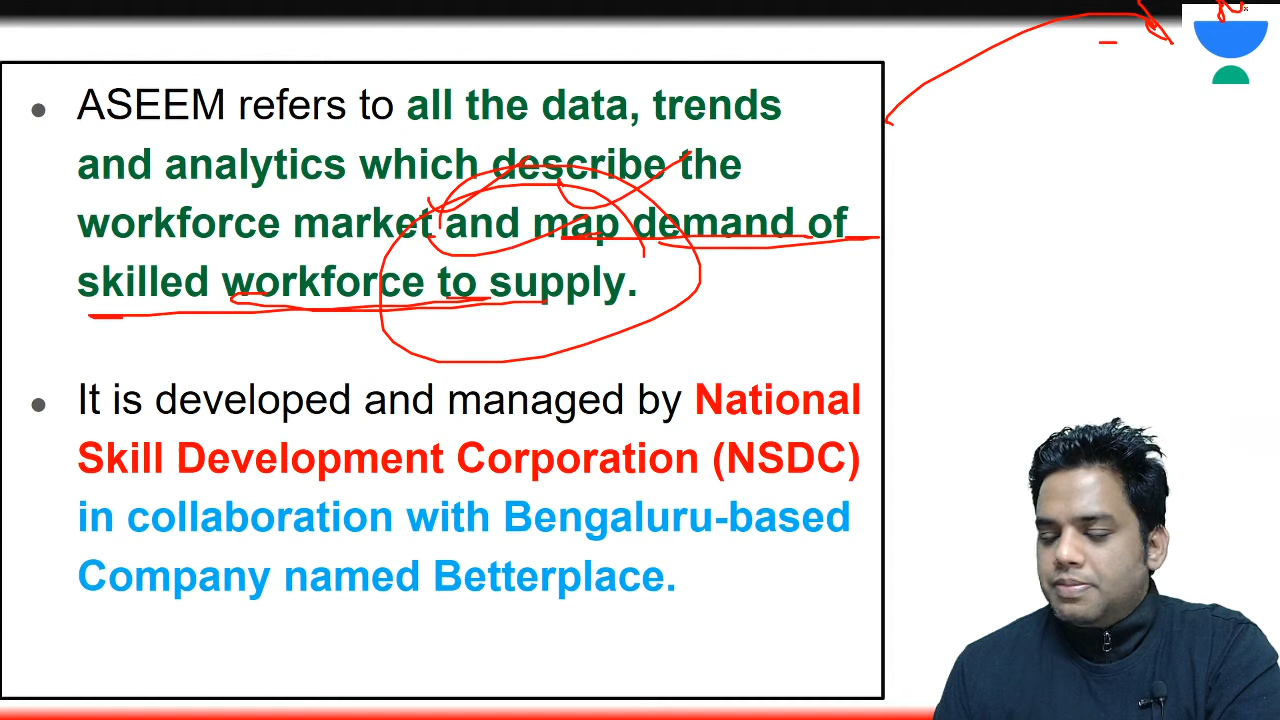 ASEEM refers to all the data, trends
and analytics which describe the
workforce market and map demand of
skilled workforce to supply.
It is developed and managed by National
Skill Development Corporation (NSDC)
in collaboration with Bengaluru-based
Company named Betterplace.